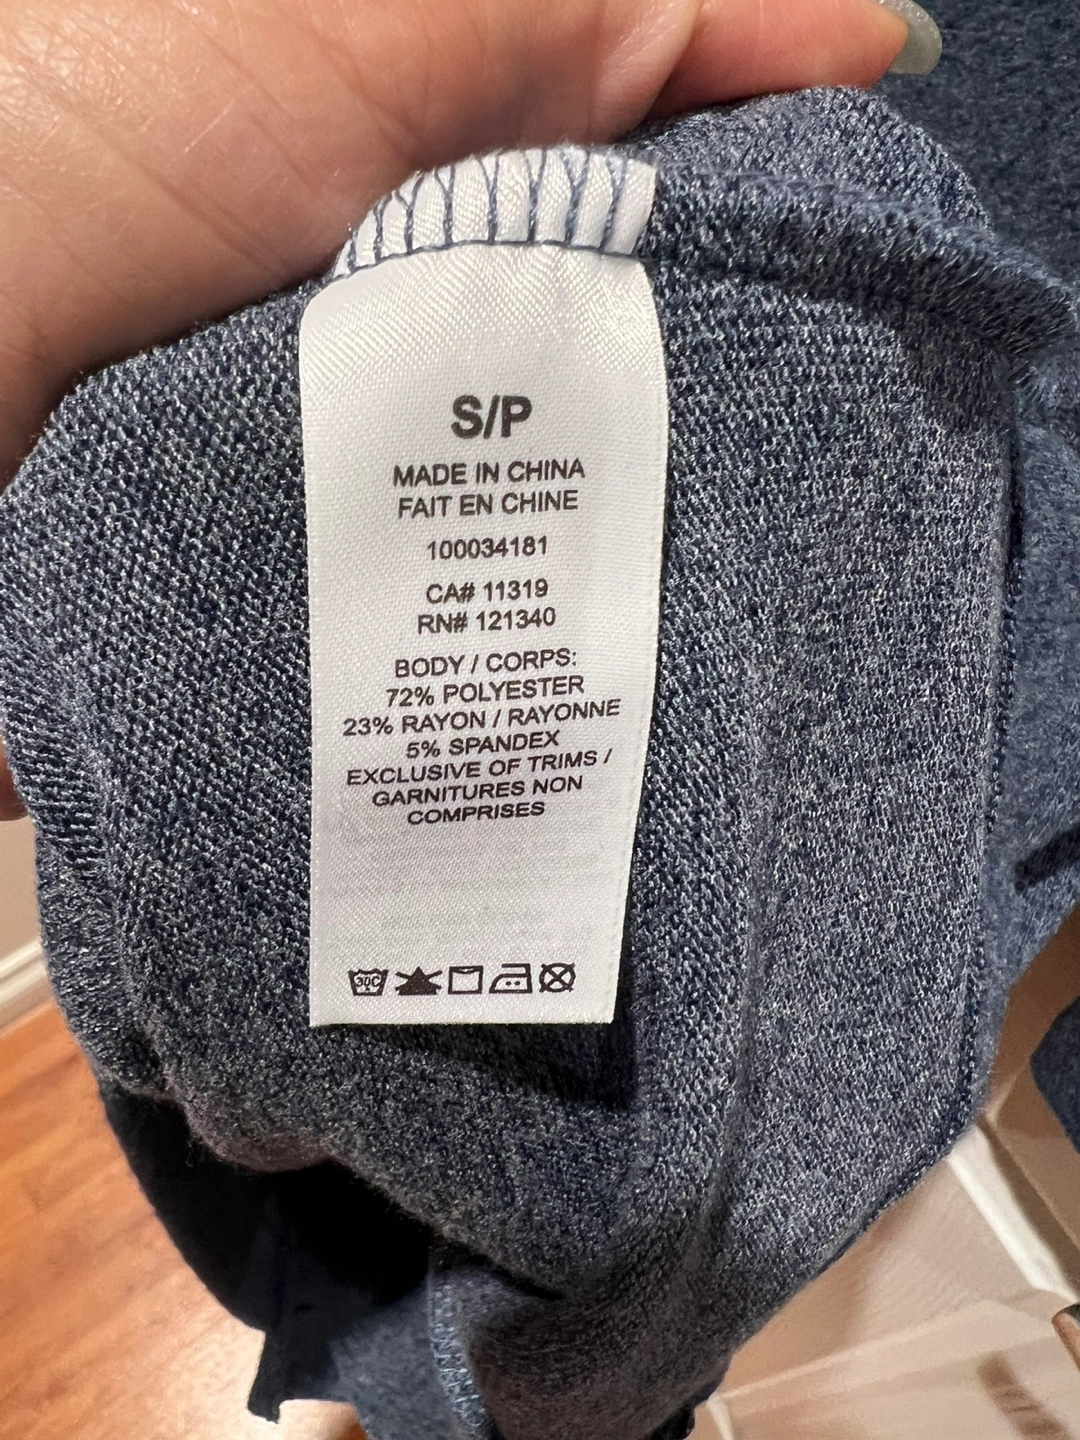 S/P
MADE IN CHINA
FAIT EN CHINE
100034181
CA# 11319
RN# 121340
BODY / CORPS:
72% POLYESTER
23% RAYON / RAYONNE
5% SPANDEX
EXCLUSIVE OF TRIMS /
GARNITURES NON
COMPRISES
30C